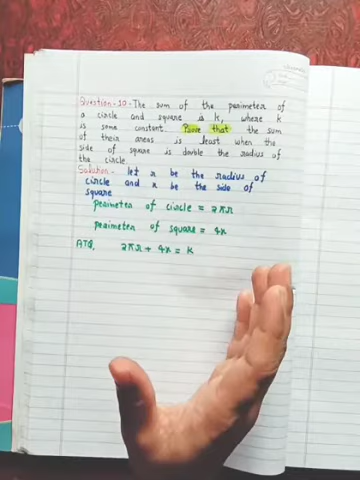 Question-10- The sum of the perimeter of
a circle and square is k, where k
is some constant. Prove that the sum
of their areas is least when the
side of square is double the radius of
the circle.
Solution- let r be the radius of
circle and x be the side of
square
perimeter of circle = 2πr
perimeter of square = 4x
ATQ, 2πr + 4x = k